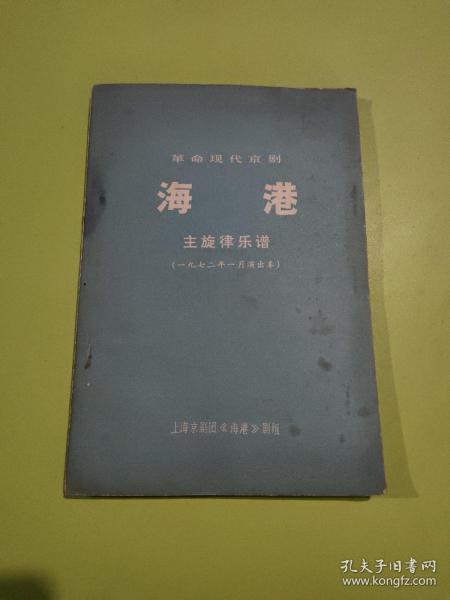 革命现代京剧
海港
主旋律乐谱
(一九七二年一月演出本)
上海京剧团《海港》剧组
孔夫子旧书网
www.kongfz.com